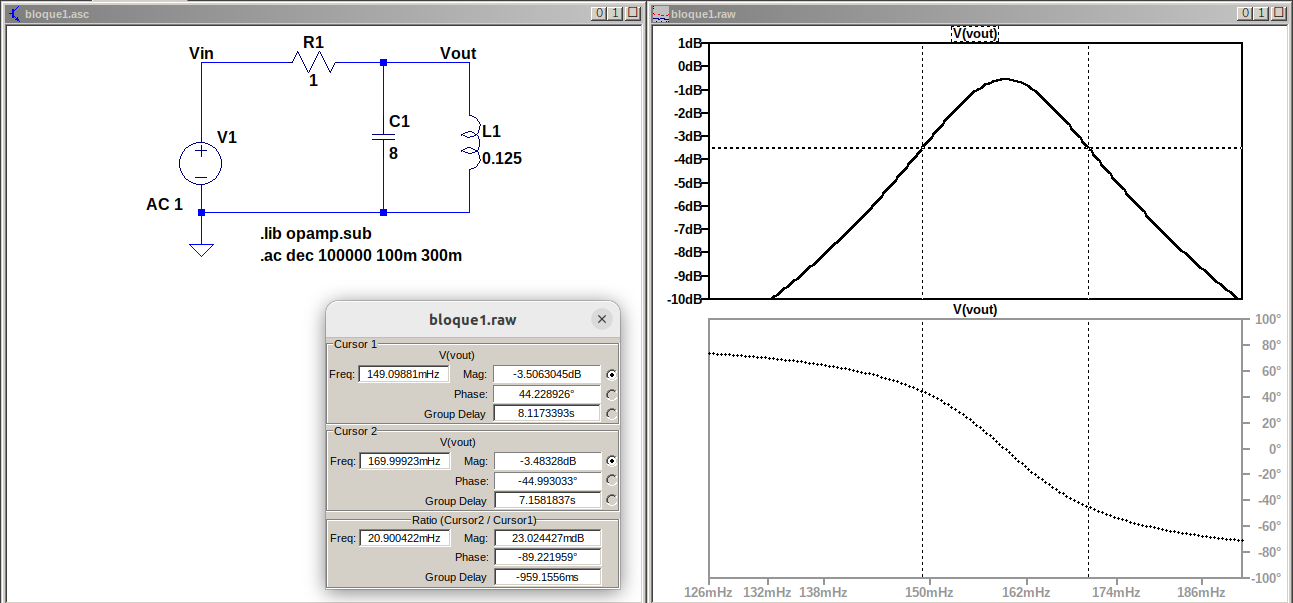 bloque1.asc
0 1
Vin
R1
1
Vout
C1
8
L1
0.125
V1
AC 1
.lib opamp.sub
.ac dec 100000 100m 300m
bloque1.raw
Cursor 1
V(vout)
Freq: 149.09881mHz Mag: -3.5063045dB
Phase: 44.228926°
Group Delay 8.1173393s
Cursor 2
V(vout)
Freq: 169.99923mHz Mag: -3.48328dB
Phase: -44.993033°
Group Delay 7.1581837s
Ratio (Cursor2 / Cursor1)
Freq: 20.900422mHz Mag: 23.024427mdB
Phase: -89.221959°
Group Delay -959.1556ms
bloque1.raw
0 1
V(vout)
1dB
0dB
-1dB
-2dB
-3dB
-4dB
-5dB
-6dB
-7dB
-8dB
-9dB
-10dB
V(vout)
100°
80°
60°
40°
20°
0°
-20°
-40°
-60°
-80°
-100°
126mHz 132mHz 138mHz 150mHz 162mHz 174mHz 186mHz